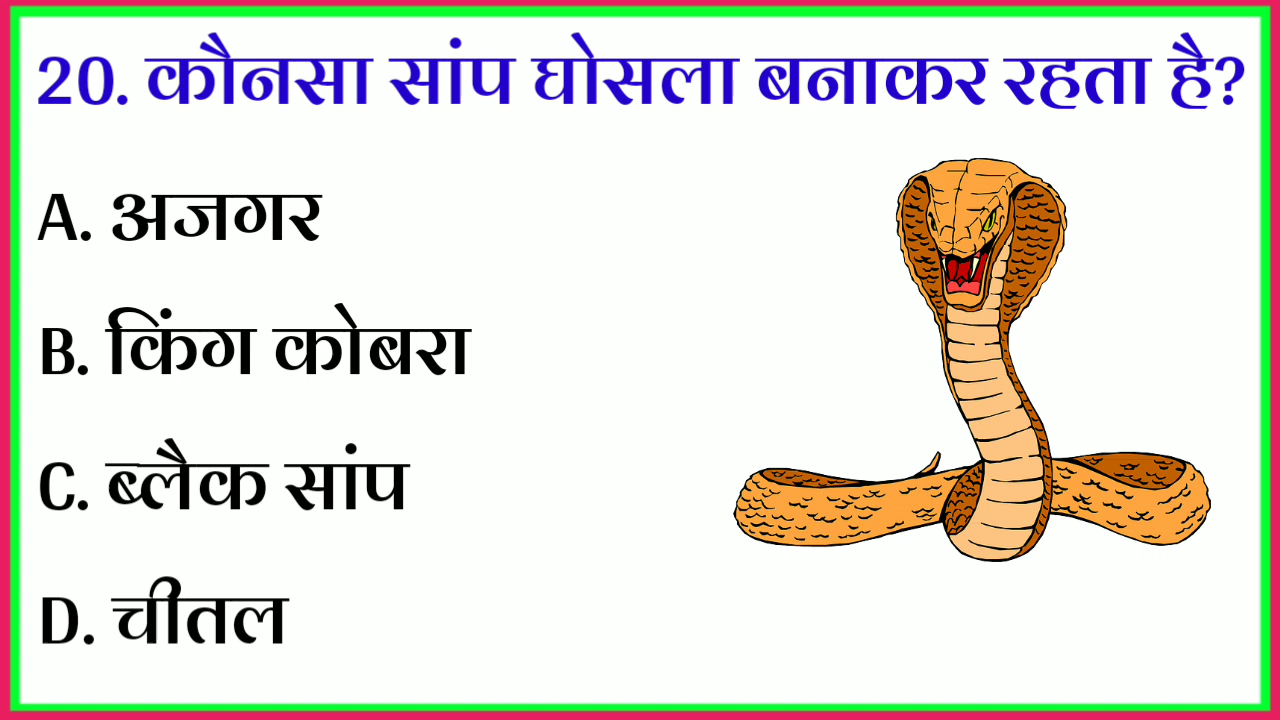 20. कौनसा सांप घोसला बनाकर रहता है?
A. अजगर
B. किंग कोबरा
C. ब्लैक सांप
D. चीतल